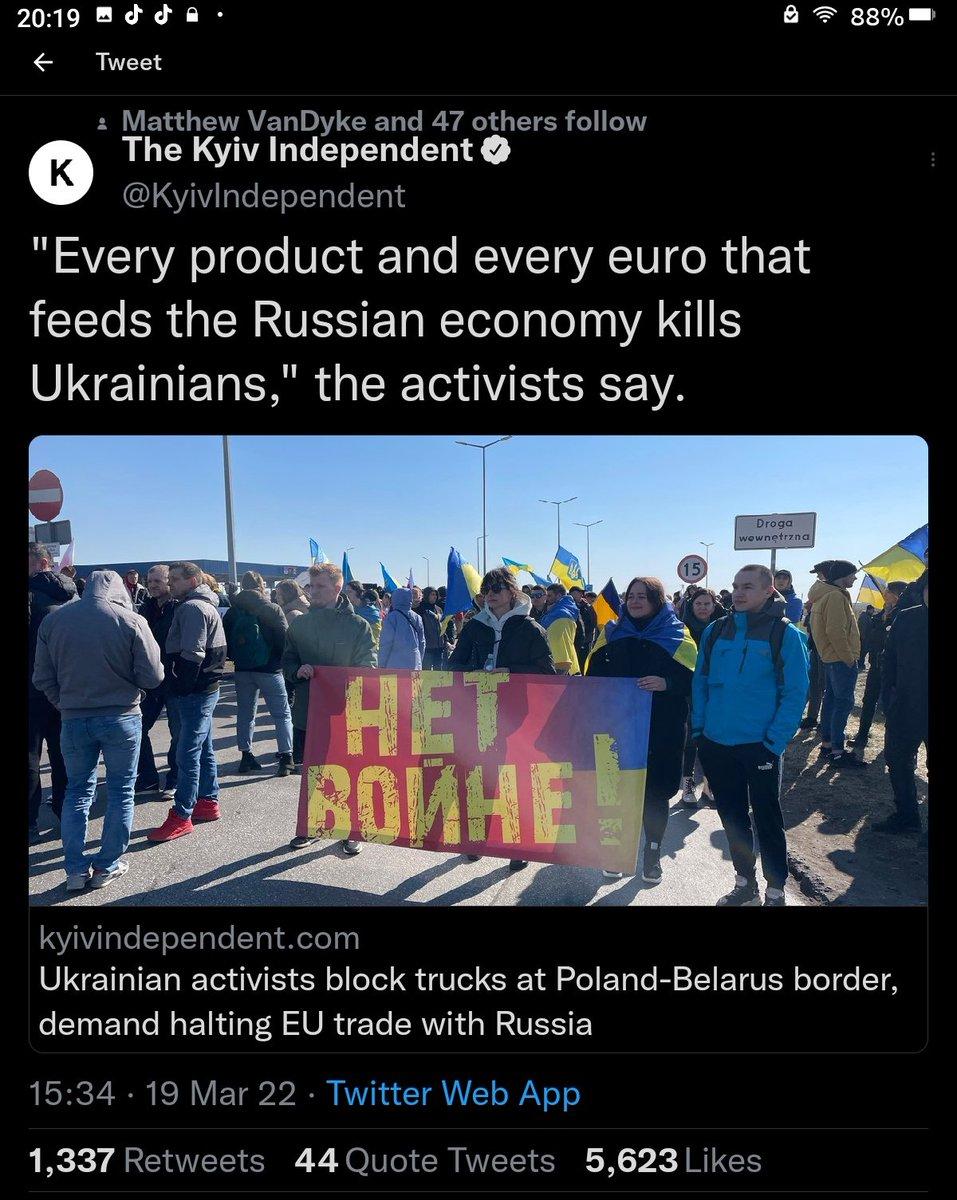 20:19
88%
Tweet
Matthew VanDyke and 47 others follow
K
The Kyiv Independent
@KyivIndependent
"Every product and every euro that
feeds the Russian economy kills
Ukrainians," the activists say.
Droga
wewnętrzna
15
НЕТ
ВОЙНЕ!
kyivindependent.com
Ukrainian activists block trucks at Poland-Belarus border,
demand halting EU trade with Russia
15:34 · 19 Mar 22 · Twitter Web App
1,337 Retweets 44 Quote Tweets 5,623 Likes